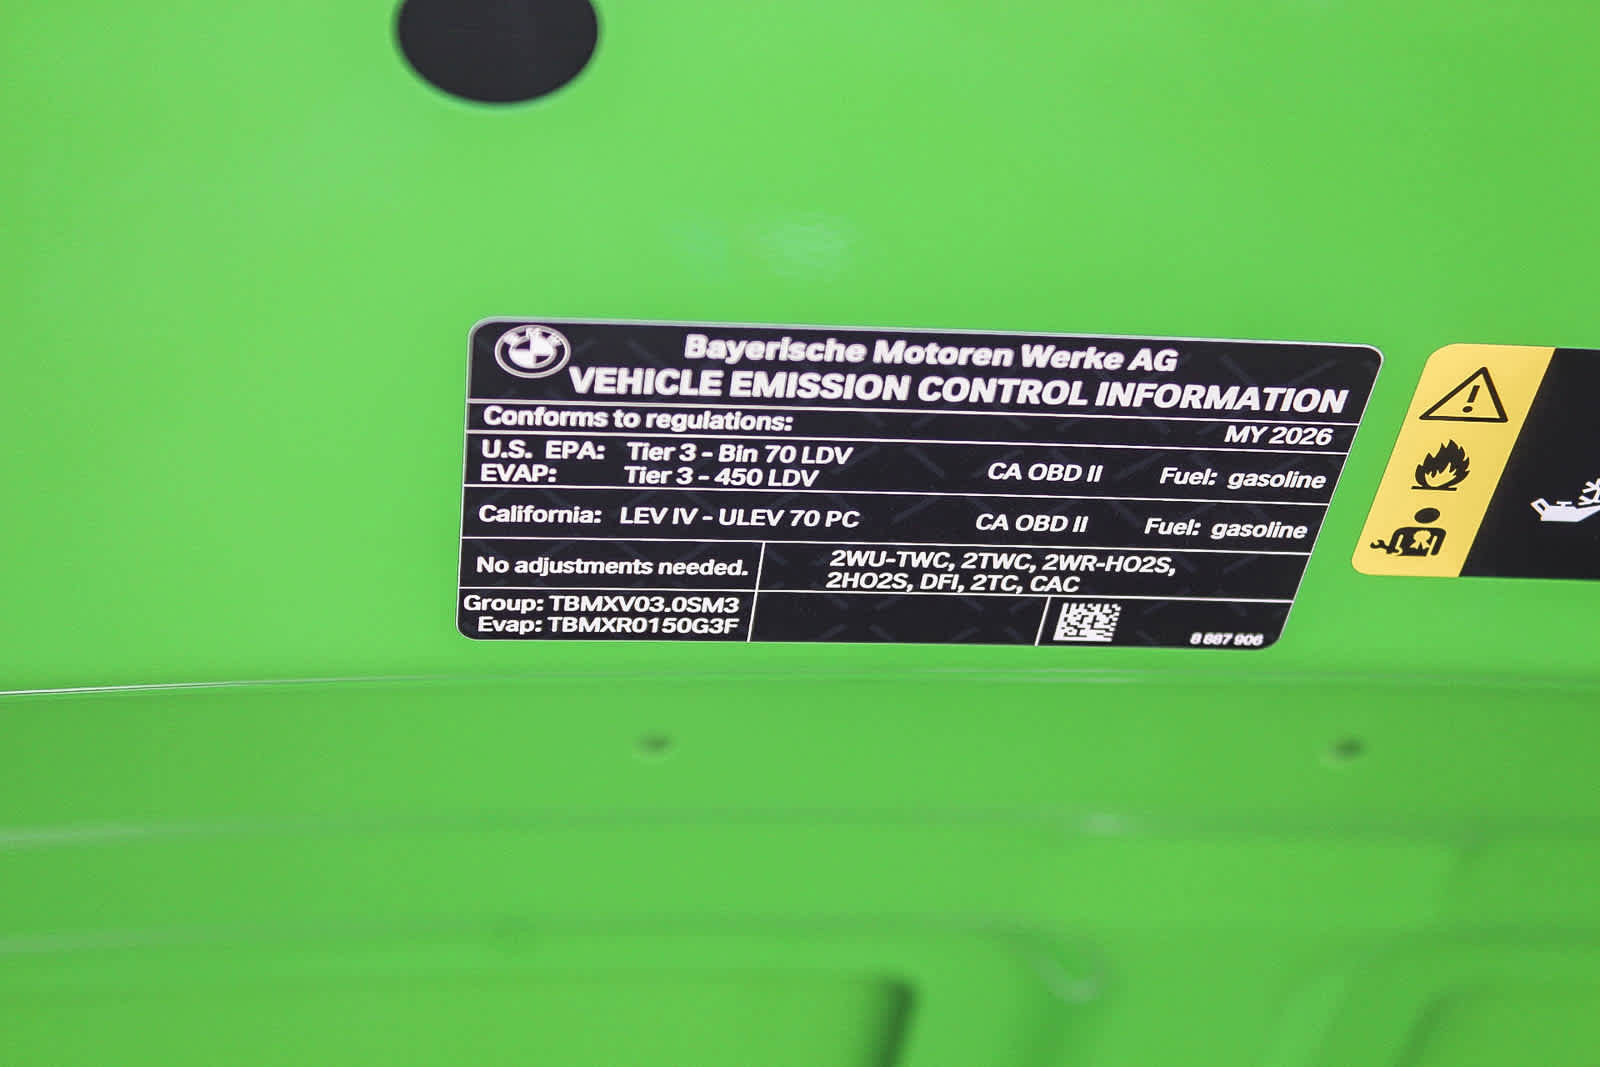 BMW
Bayerische Motoren Werke AG
VEHICLE EMISSION CONTROL INFORMATION
Conforms to regulations:
MY 2026
U.S. EPA: Tier 3 - Bin 70 LDV
EVAP: Tier 3 - 450 LDV
CA OBD II Fuel: gasoline
California: LEV IV - ULEV 70 PC CA OBD II Fuel: gasoline
No adjustments needed.
2WU-TWC, 2TWC, 2WR-HO2S,
2HO2S, DFI, 2TC, CAC
Group: TBMXV03.0SM3
Evap: TBMXR0150G3F
8 887 906